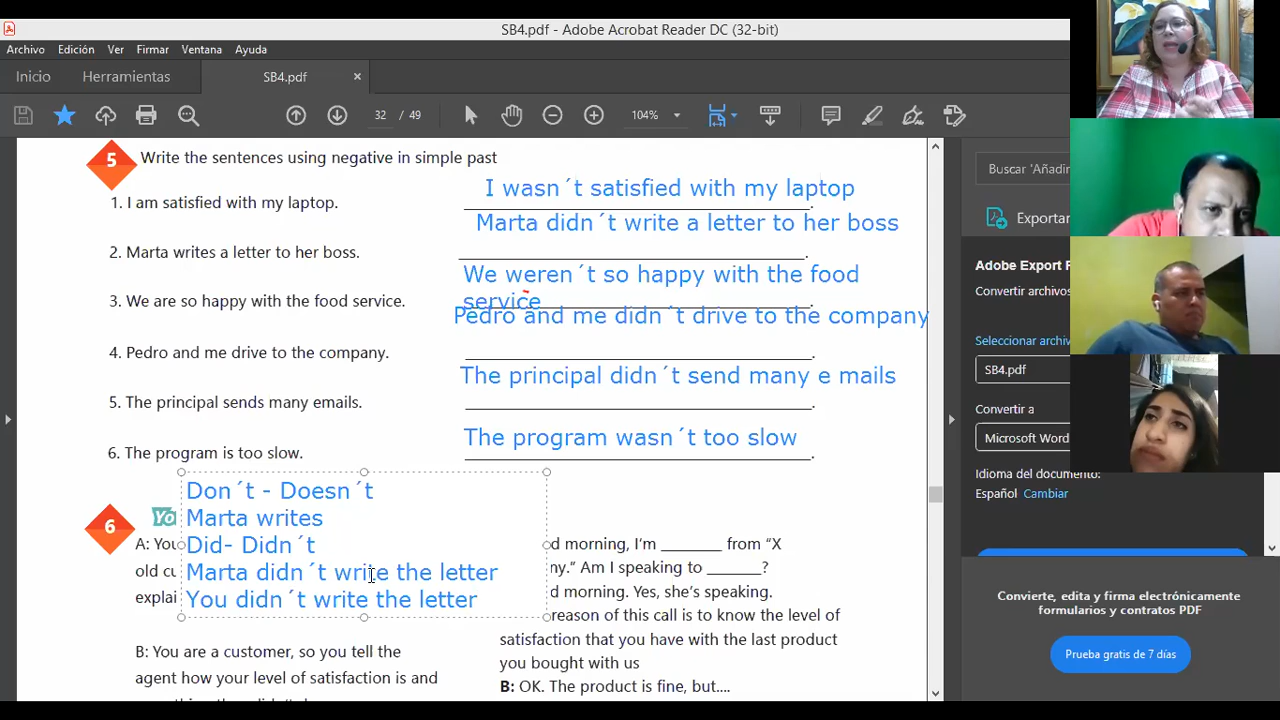 SB4.pdf - Adobe Acrobat Reader DC (32-bit)
Archivo Edición Ver Firmar Ventana Ayuda
Inicio Herramientas SB4.pdf ×
32 / 49 104%
5 Write the sentences using negative in simple past
1. I am satisfied with my laptop. I wasn´t satisfied with my laptop
2. Marta writes a letter to her boss. Marta didn´t write a letter to her boss
3. We are so happy with the food service. We weren´t so happy with the food
service
4. Pedro and me drive to the company. Pedro and me didn´t drive to the company
5. The principal sends many emails. The principal didn´t send many e mails
6. The program is too slow. The program wasn´t too slow
Don´t - Doesn´t
Marta writes
Did- Didn´t
Marta didn´t write the letter
You didn´t write the letter
6 Yo
A: You
old cu
explai
B: You are a customer, so you tell the
agent how your level of satisfaction is and
d morning, I’m _______ from “X
ny.” Am I speaking to _______?
d morning. Yes, she’s speaking.
reason of this call is to know the level of
satisfaction that you have with the last product
you bought with us
B: OK. The product is fine, but....
Buscar 'Añadir
Exportar
Adobe Export
Convertir archivos
Seleccionar archiv
SB4.pdf
Convertir a
Microsoft Word
Idioma del documento:
Español Cambiar
Convierte, edita y firma electrónicamente
formularios y contratos PDF
Prueba gratis de 7 días